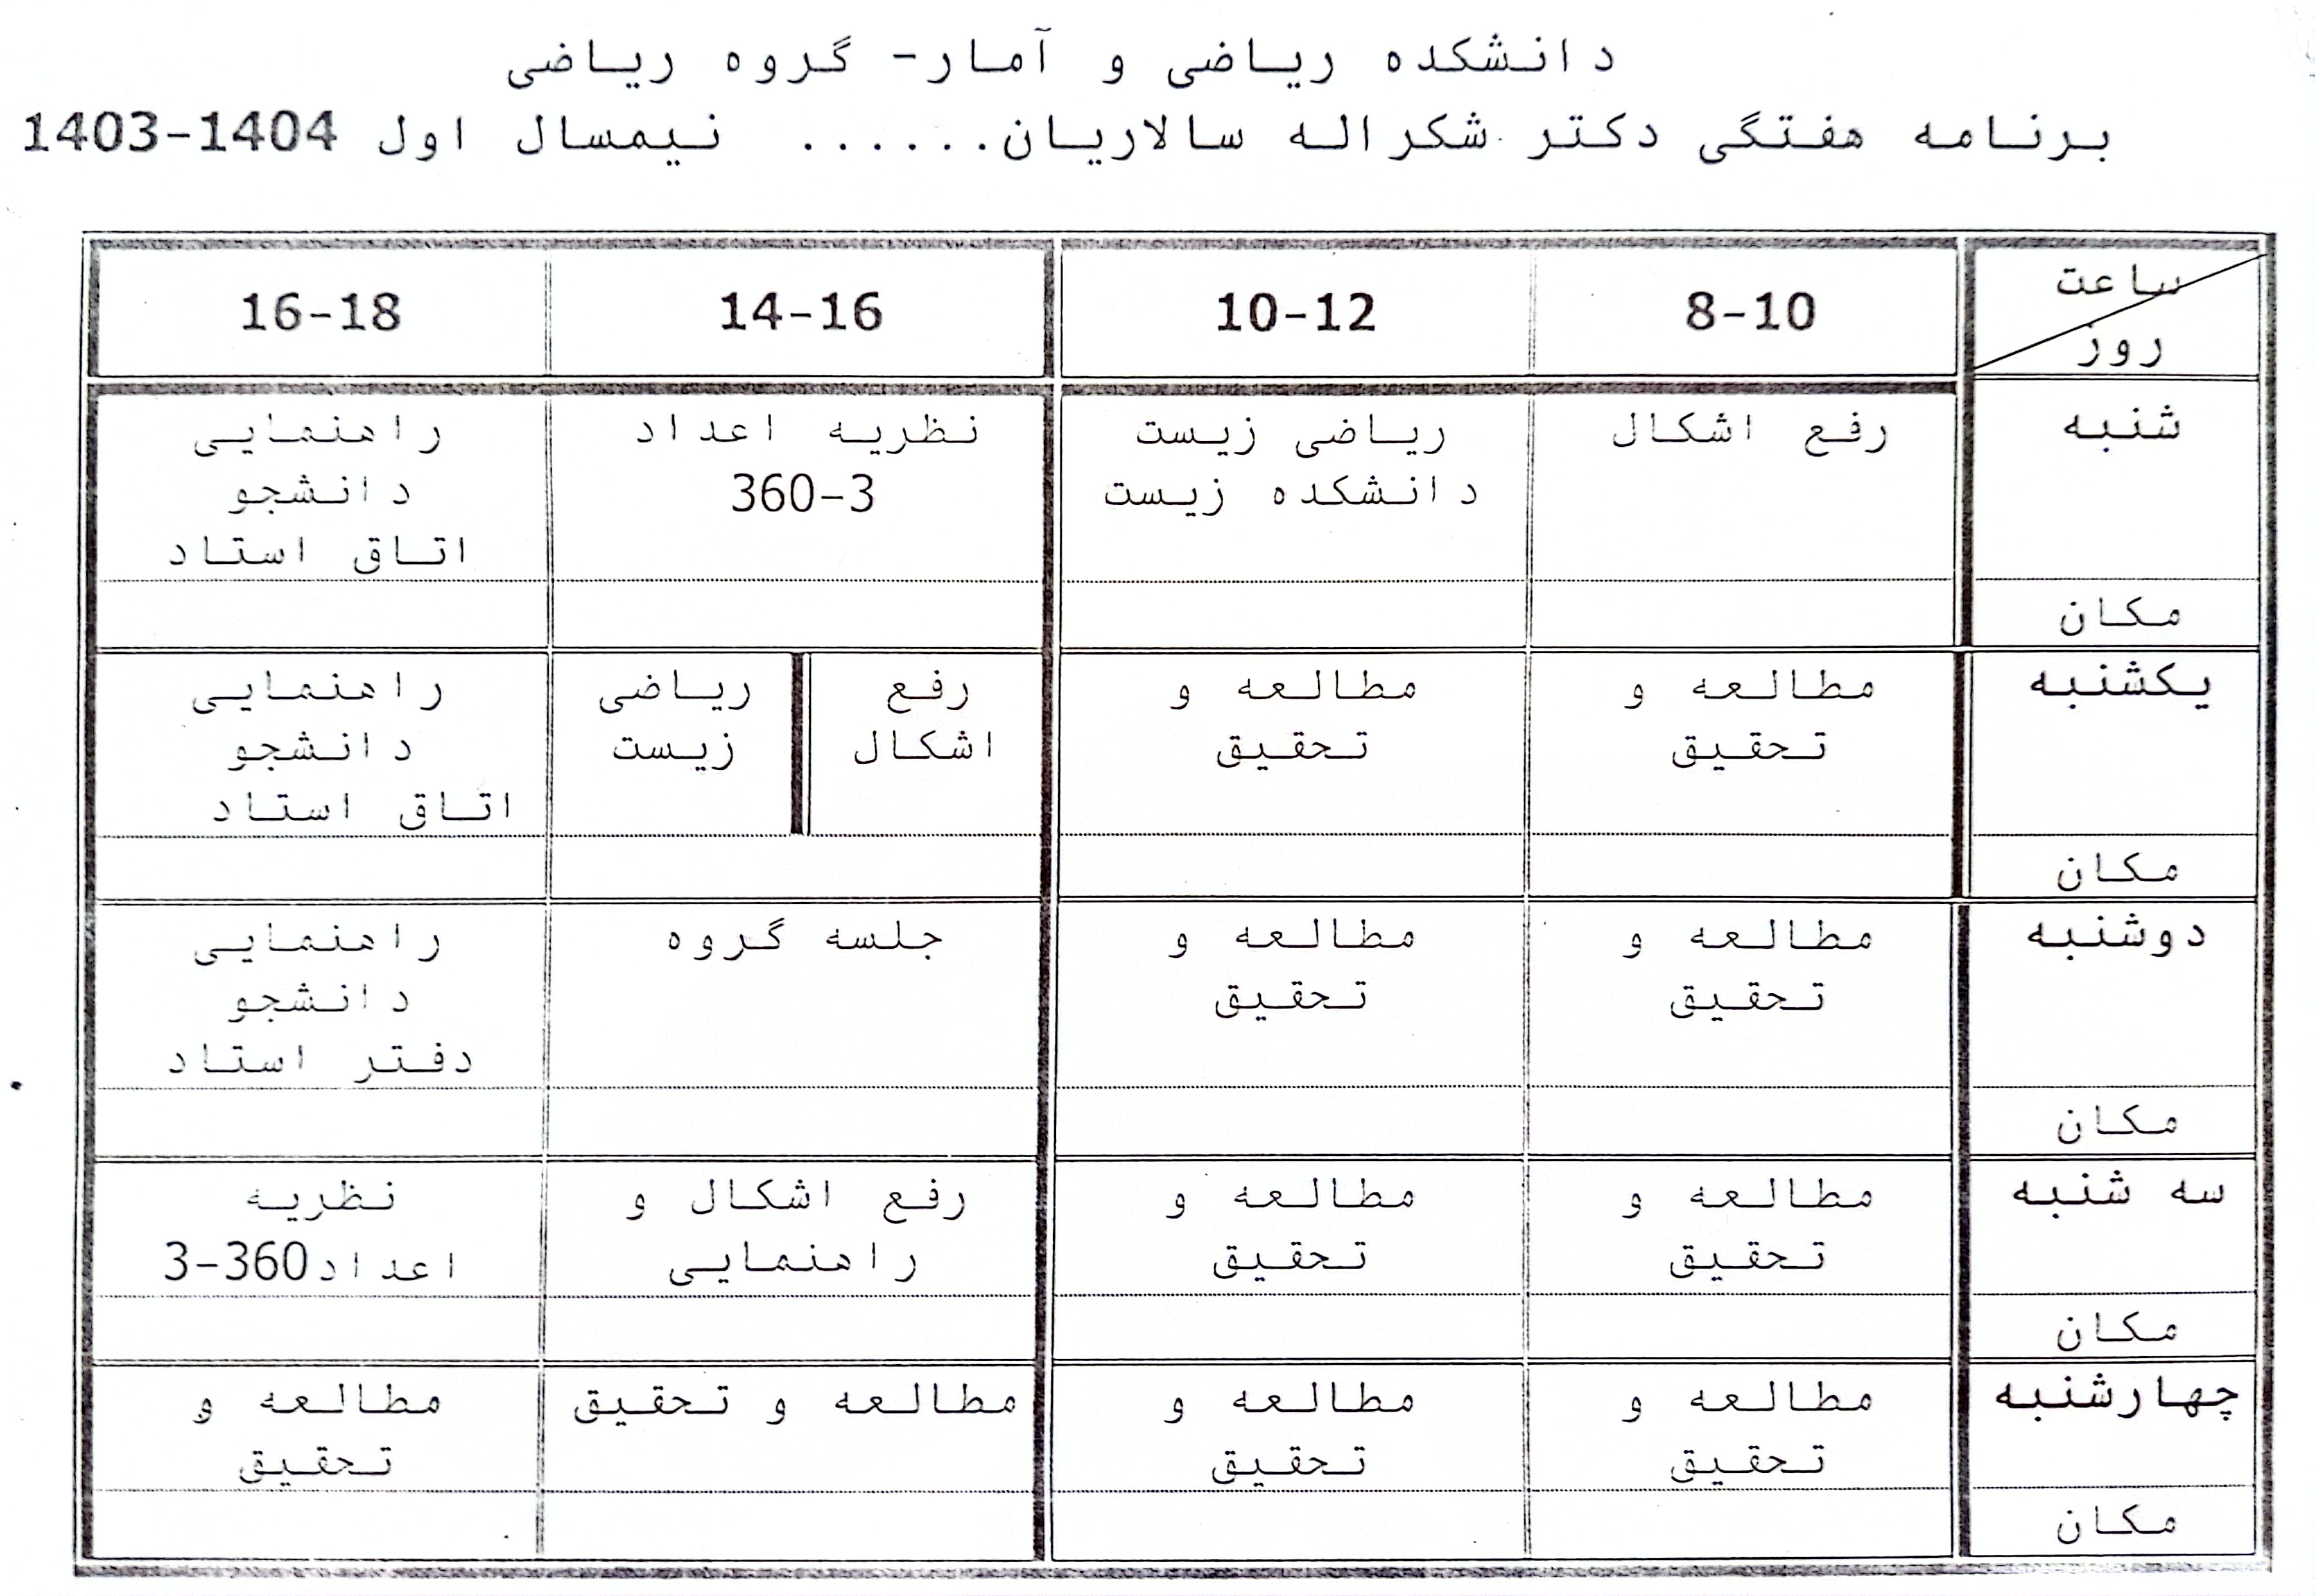 دانشکده ریاضی و آمار- گروه ریاضی
برنامه هفتگی دکتر شکراله سالاریان...... نیمسال اول 1403-1404
ساعت
روز
8-10
10-12
14-16
16-18
شنبه
رفع اشکال
ریاضی زیست
دانشکده زیست
نظریه اعداد
360-3
راهنمایی
دانشجو
اتاق استاد
مکان
یکشنبه
مطالعه و
تحقیق
مطالعه و
تحقیق
رفع
اشکال
ریاضی
زیست
راهنمایی
دانشجو
اتاق استاد
مکان
دوشنبه
مطالعه و
تحقیق
مطالعه و
تحقیق
جلسه گروه
راهنمایی
دانشجو
دفتر استاد
مکان
سه شنبه
مطالعه و
تحقیق
مطالعه و
تحقیق
رفع اشکال و
راهنمایی
نظریه
اعداد360-3
مکان
چهارشنبه
مطالعه و
تحقیق
مطالعه و
تحقیق
مطالعه و تحقیق
مطالعه و
تحقیق
مکان